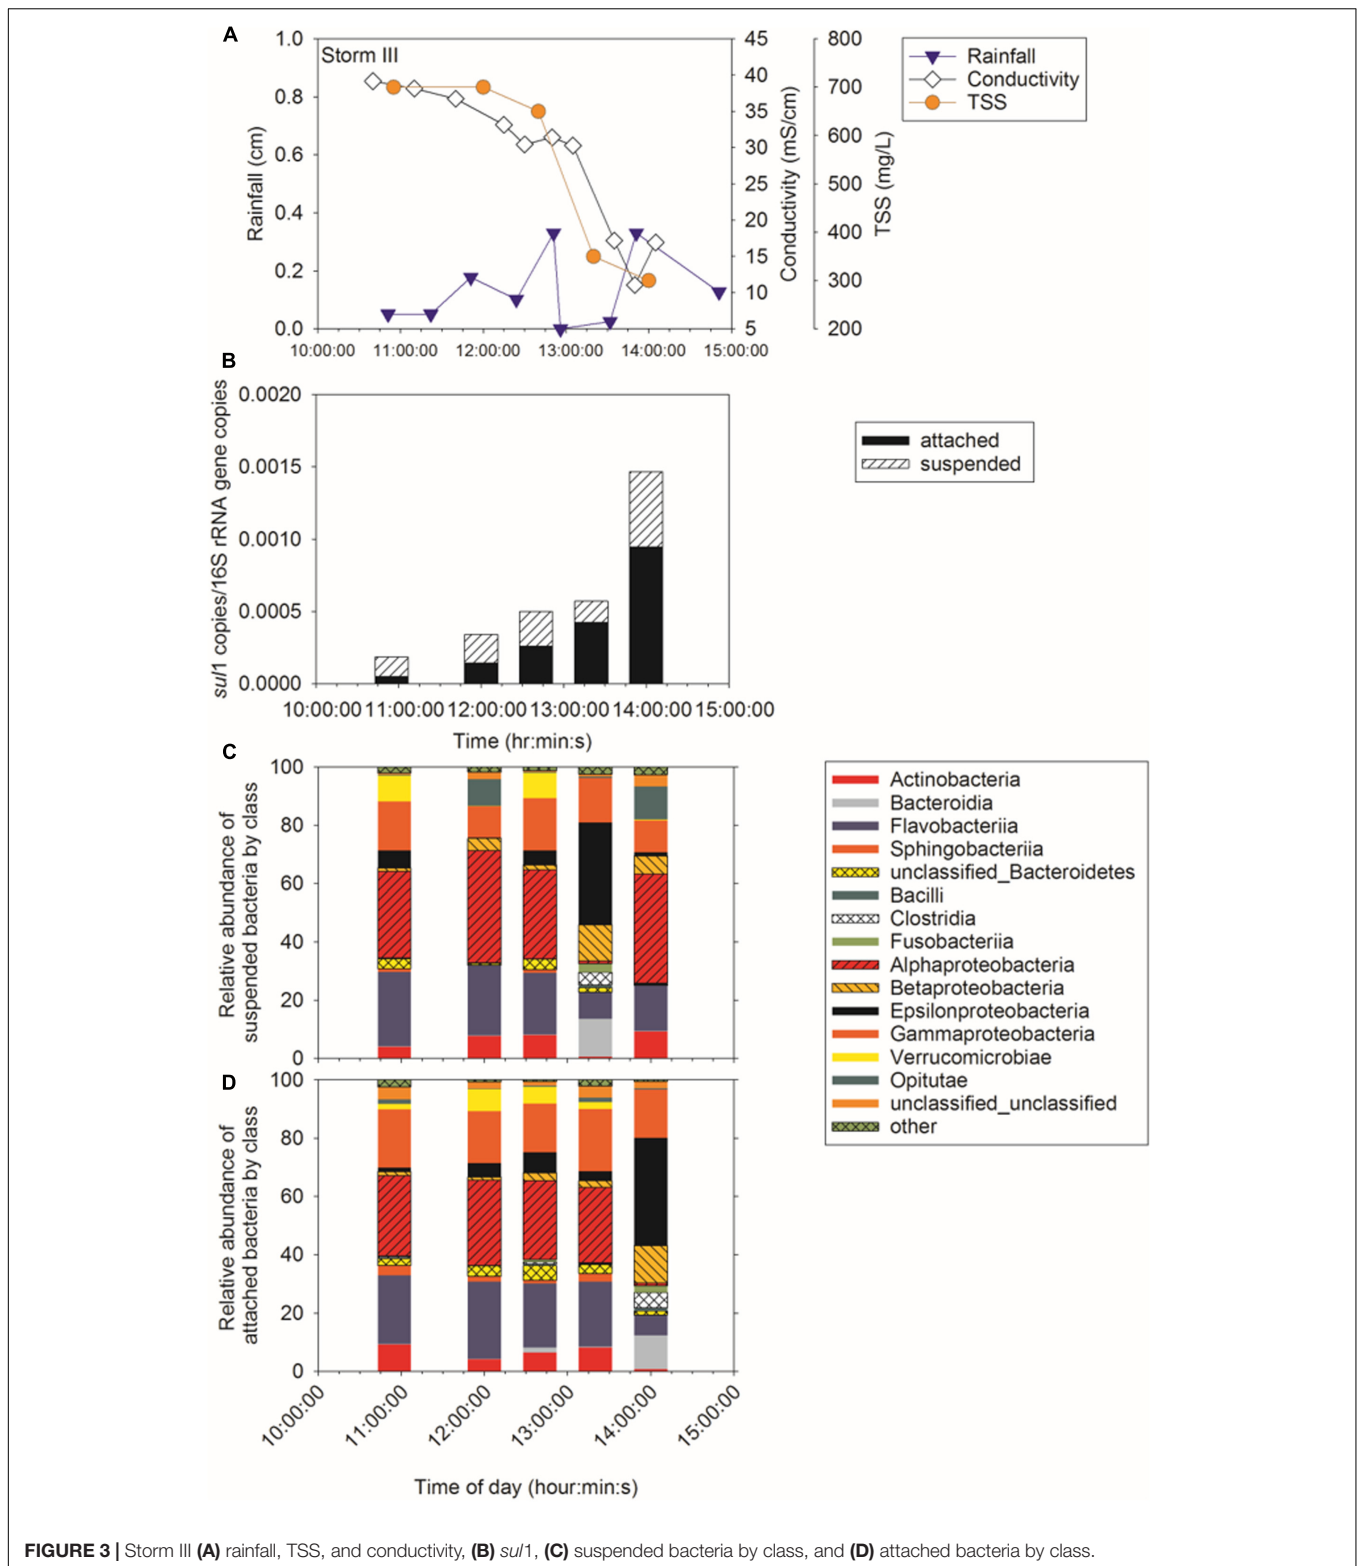 A
Storm III
1.0
0.8
0.6
0.4
0.2
0.0
Rainfall (cm)
45
40
35
30
25
20
15
10
5
Conductivity (mS/cm)
800
700
600
500
400
300
200
TSS (mg/L)
10:00:00 11:00:00 12:00:00 13:00:00 14:00:00 15:00:00
Rainfall
Conductivity
TSS
B
0.0020
0.0015
0.0010
0.0005
0.0000
sul1 copies/16S rRNA gene copies
10:00:00 11:00:00 12:00:00 13:00:00 14:00:00 15:00:00
Time (hr:min:s)
attached
suspended
C
100
80
60
40
20
0
Relative abundance of
suspended bacteria by class
D
100
80
60
40
20
0
Relative abundance of
attached bacteria by class
10:00:00 11:00:00 12:00:00 13:00:00 14:00:00 15:00:00
Time of day (hour:min:s)
Actinobacteria
Bacteroidia
Flavobacteriia
Sphingobacteriia
unclassified_Bacteroidetes
Bacilli
Clostridia
Fusobacteriia
Alphaproteobacteria
Betaproteobacteria
Epsilonproteobacteria
Gammaproteobacteria
Verrucomicrobiae
Opitutae
unclassified_unclassified
other
FIGURE 3 | Storm III (A) rainfall, TSS, and conductivity, (B) sul1, (C) suspended bacteria by class, and (D) attached bacteria by class.